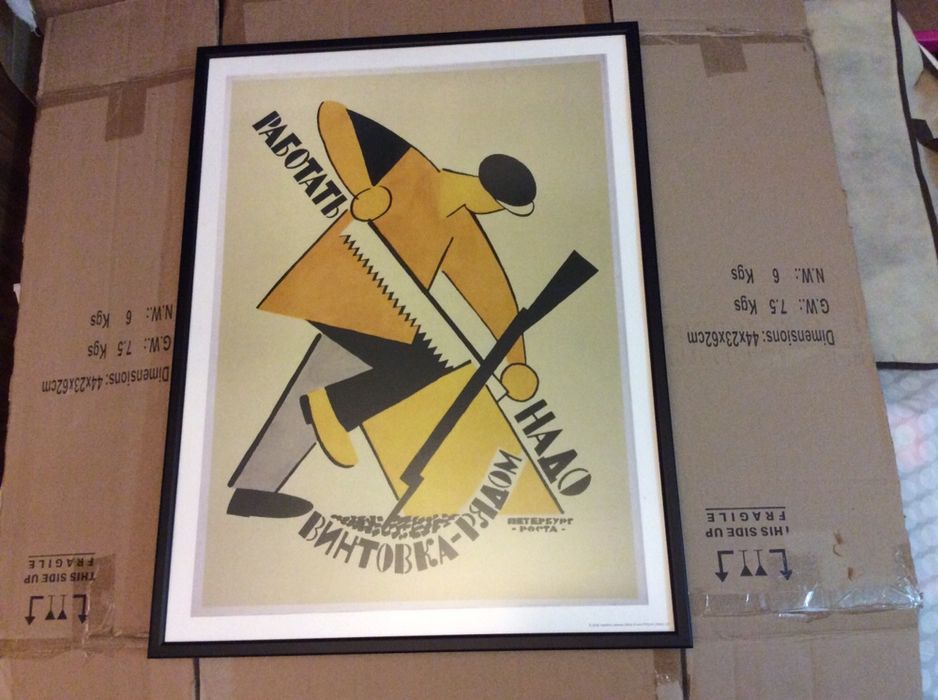 РАБОТАТЬ
НАДО
ВИНТОВКА-РЯДОМ
ПЕТЕРБУРГ
-РОСТА-
N.W.: 6 Kgs
G.W.: 7.5 Kgs
Dimensions: 44x23x62cm
THIS SIDE UP
FRAGILE
N.W.: 6 Kgs
G.W.: 7.5 Kgs
Dimensions: 44x23x62cm
THIS SIDE UP
FRAGILE